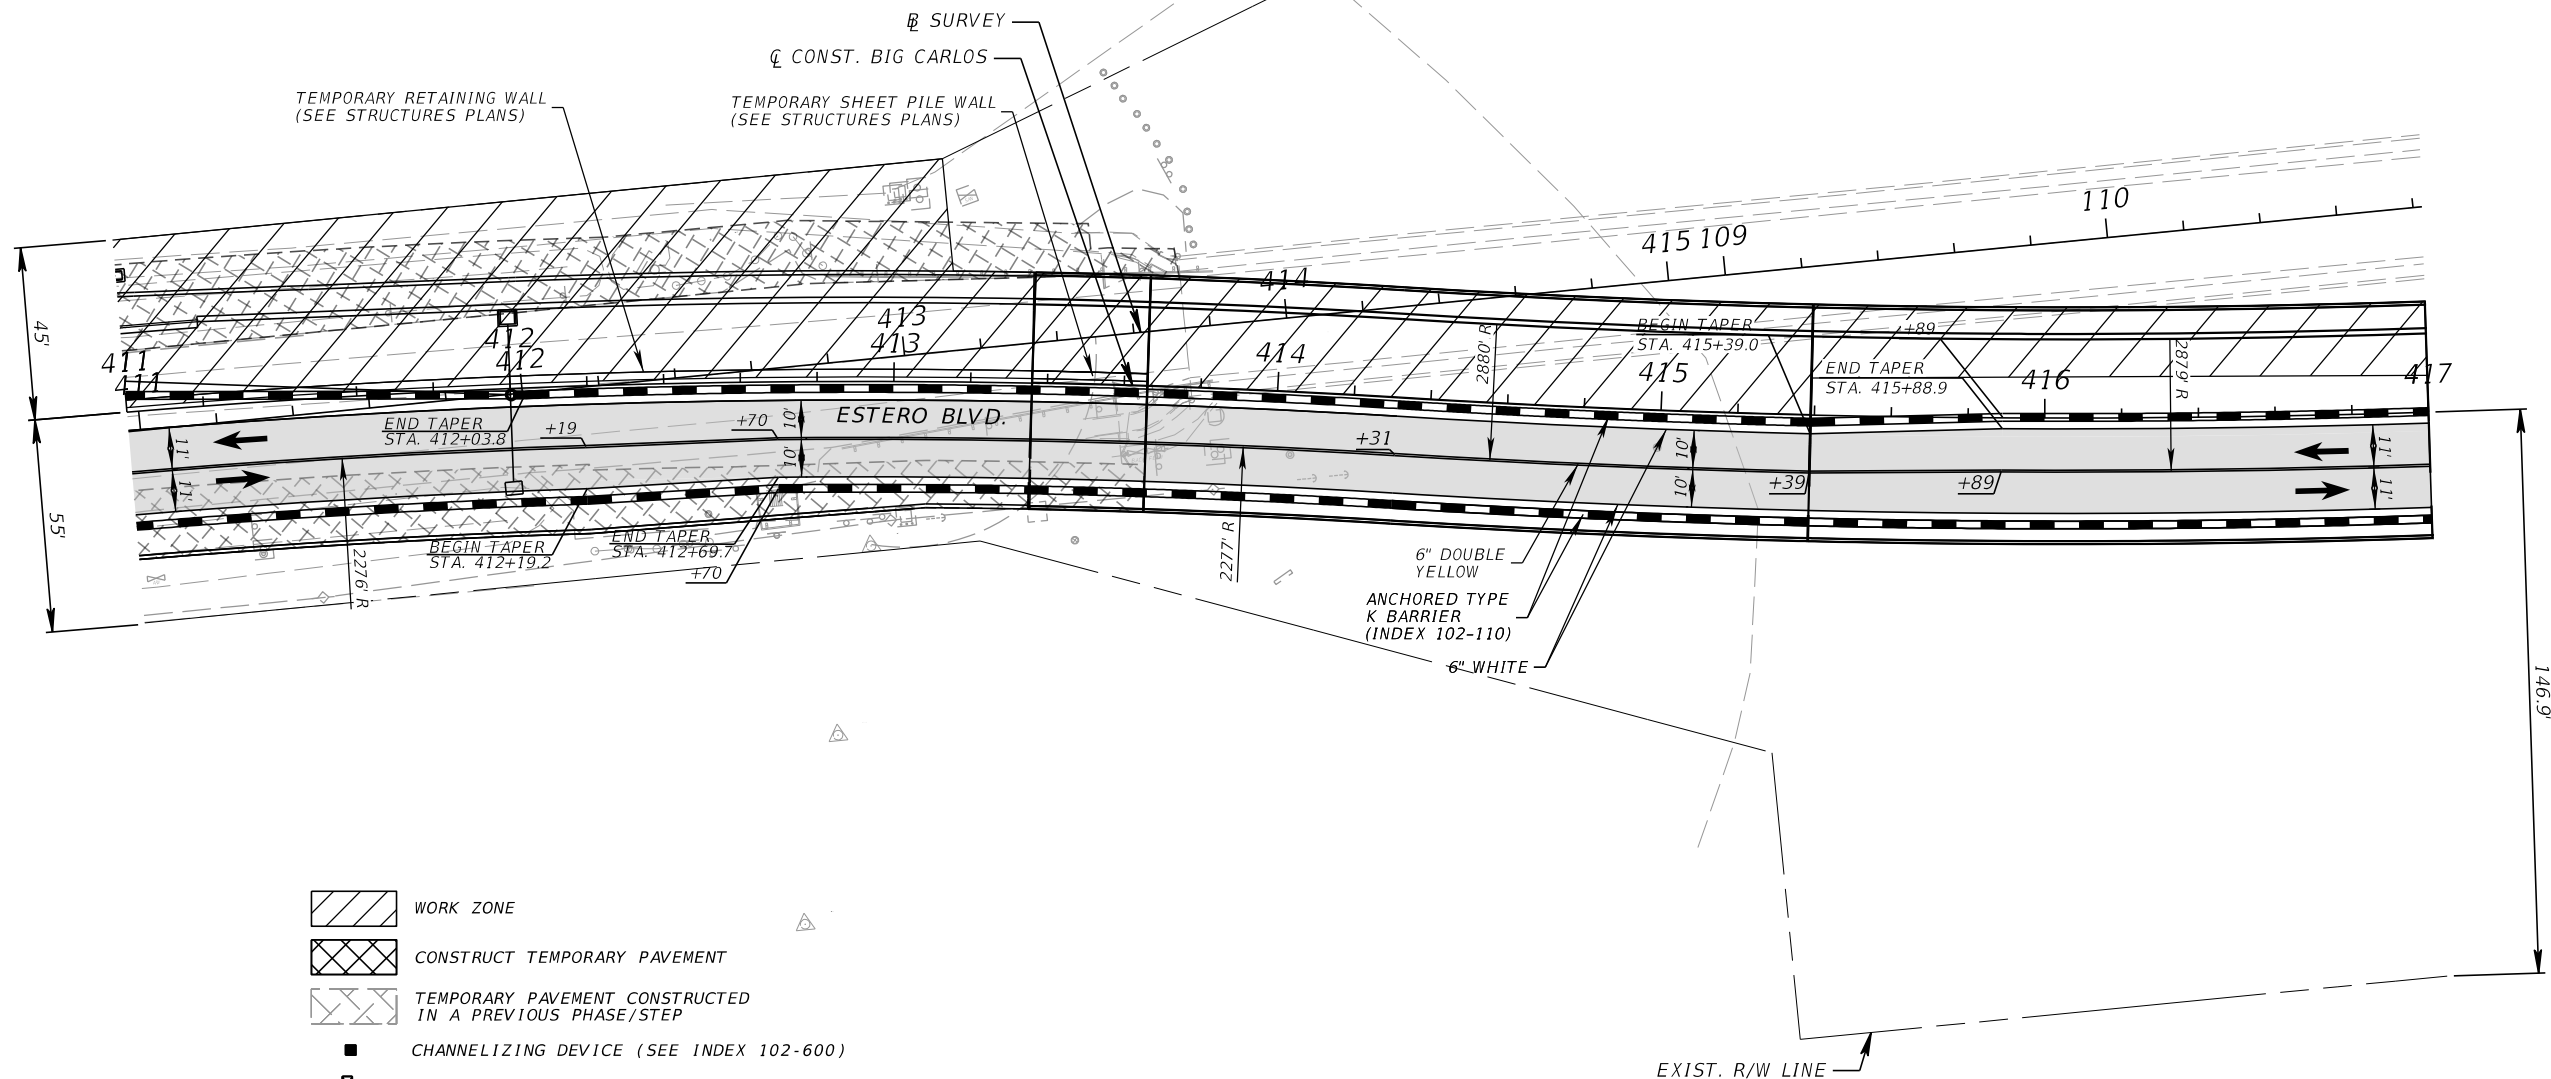 BL SURVEY
CL CONST. BIG CARLOS
TEMPORARY RETAINING WALL
(SEE STRUCTURES PLANS)
TEMPORARY SHEET PILE WALL
(SEE STRUCTURES PLANS)
110
415 109
414
413
413
412
412
411
411
414
415
416
417
BEGIN TAPER
STA. 415+39.0
+89
END TAPER
STA. 415+88.9
2880' R
2879' R
45'
55'
END TAPER
STA. 412+03.8
+19
+70
ESTERO BLVD.
10'
10'
11'
11'
+31
10'
10'
+39
+89
11'
11'
BEGIN TAPER
STA. 412+19.2
END TAPER
STA. 412+69.7
+70
2276' R
2277' R
6" DOUBLE
YELLOW
ANCHORED TYPE
K BARRIER
(INDEX 102-110)
6" WHITE
146.9'
WORK ZONE
CONSTRUCT TEMPORARY PAVEMENT
TEMPORARY PAVEMENT CONSTRUCTED
IN A PREVIOUS PHASE/STEP
CHANNELIZING DEVICE (SEE INDEX 102-600)
EXIST. R/W LINE